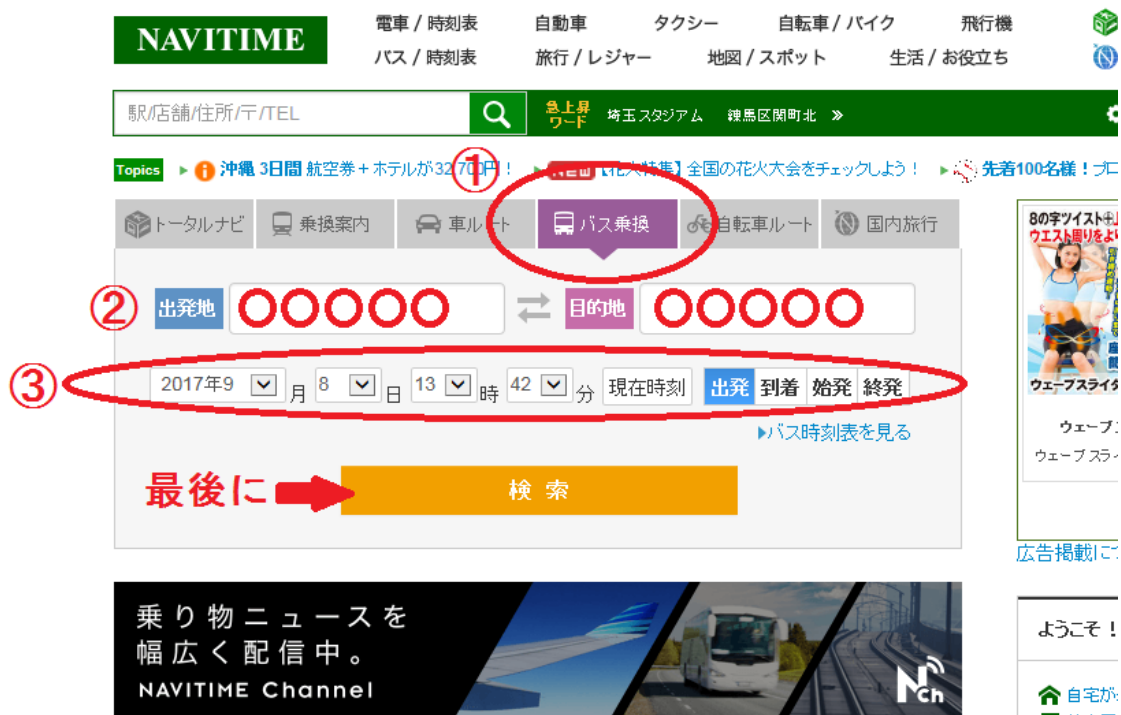 NAVITIME
電車 / 時刻表 自動車 タクシー 自転車 / バイク 飛行機
バス / 時刻表 旅行 / レジャー 地図 / スポット 生活 / お役立ち
駅/店舗/住所/〒/TEL
急上昇
ワード
埼玉スタジアム 練馬区関町北 »
①
Topics 沖縄 3日間 航空券+ホテルが32,700円! NEW 【花火特集】全国の花火大会をチェックしよう! 先着100名様!プロ
トータルナビ 乗換案内 車ルート バス乗換 自転車ルート 国内旅行
② 出発地 〇〇〇〇〇 目的地 〇〇〇〇〇
③ 2017年9 月 8 日 13 時 42 分 現在時刻 出発 到着 始発 終発
バス時刻表を見る
最後に 検 索
乗り物ニュースを
幅広く配信中。
NAVITIME Channel
Nch
8の字ツイスト
ウエスト周りをより
ウェーブスライダ
ウェーブ
ウェーブスライ
広告掲載に
ようこそ!
自宅が